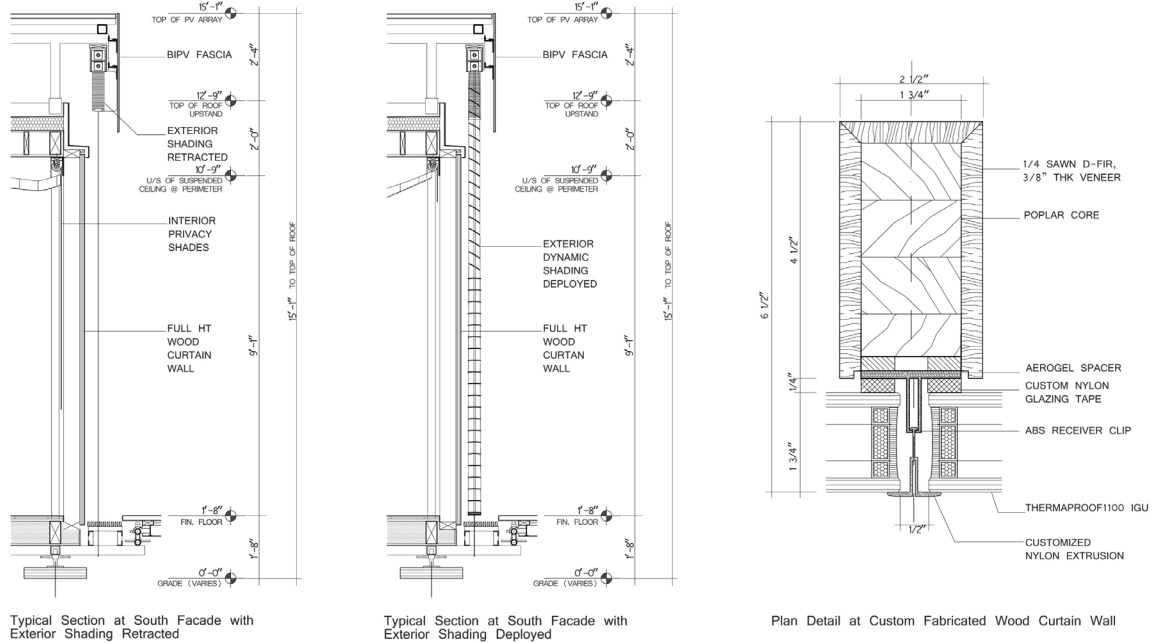 15'-1"
TOP OF PV ARRAY
BIPV FASCIA
2'-4"
12'-9"
TOP OF ROOF
UPSTAND
EXTERIOR
SHADING
RETRACTED
2'-0"
10'-9"
U/S OF SUSPENDED
CEILING @ PERIMETER
INTERIOR
PRIVACY
SHADES
15'-1" TO TOP OF ROOF
FULL HT
WOOD
CURTAIN
WALL
9'-1"
1'-8"
FIN. FLOOR
1'-8"
0'-0"
GRADE (VARIES)
Typical Section at South Facade with
Exterior Shading Retracted
15'-1"
TOP OF PV ARRAY
BIPV FASCIA
2'-4"
12'-9"
TOP OF ROOF
UPSTAND
2'-0"
10'-9"
U/S OF SUSPENDED
CEILING @ PERIMETER
EXTERIOR
DYNAMIC
SHADING
DEPLOYED
15'-1" TO TOP OF ROOF
FULL HT
WOOD
CURTAN
WALL
9'-1"
1'-8"
FIN. FLOOR
1'-8"
0'-0"
GRADE (VARIES)
Typical Section at South Facade with
Exterior Shading Deployed
2 1/2"
1 3/4"
1/4 SAWN D-FIR,
3/8" THK VENEER
POPLAR CORE
4 1/2"
6 1/2"
AEROGEL SPACER
1/4"
CUSTOM NYLON
GLAZING TAPE
ABS RECEIVER CLIP
1 3/4"
THERMAPROOF1100 IGU
1/2"
CUSTOMIZED
NYLON EXTRUSION
Plan Detail at Custom Fabricated Wood Curtain Wall